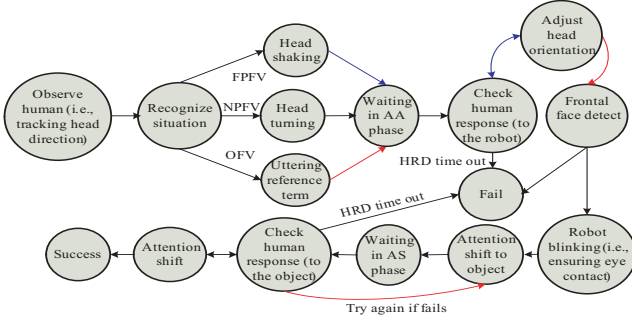 Observe
human (i.e.,
tracking head
direction)
Recognize
situation
FPFV
NPFV
OFV
Head
shaking
Head
turning
Uttering
reference
term
Waiting
in AA
phase
Check
human
response (to
the robot)
Adjust
head
orientation
Frontal
face detect
HRD time out
Fail
HRD time out
Robot
blinking (i.e.,
ensuring eye
contact)
Attention
shift to
object
Waiting
in AS
phase
Check
human
response (to
the object)
Attention
shift
Success
Try again if fails